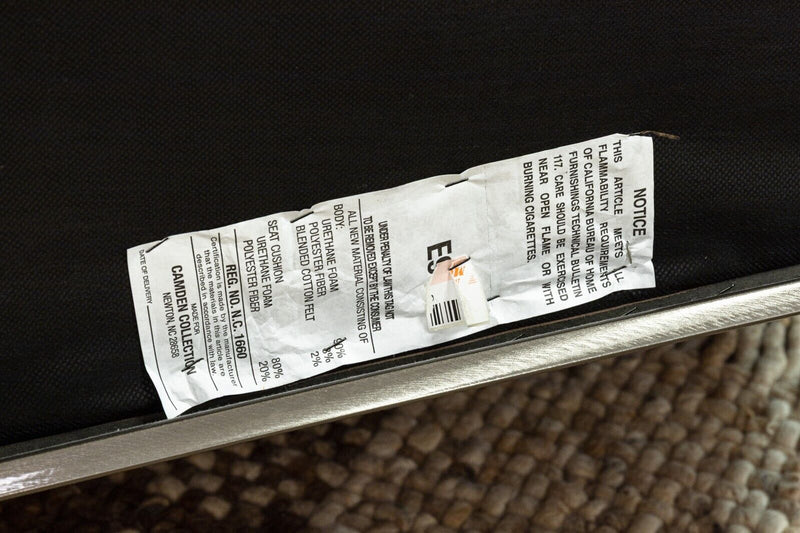 NOTICE
THIS ARTICLE MEETS ALL
FLAMMABILITY REQUIREMENTS
OF CALIFORNIA BUREAU OF HOME
FURNISHINGS TECHNICAL BULLETIN
117. CARE SHOULD BE EXERCISED
NEAR OPEN FLAME OR WITH
BURNING CIGARETTES.
UNDER PENALTY OF LAW THIS TAG NOT
TO BE REMOVED EXCEPT BY THE CONSUMER
ALL NEW MATERIAL CONSISTING OF
BODY:
URETHANE FOAM 90%
POLYESTER FIBER 8%
BLENDED COTTON FELT 2%
SEAT CUSHION
URETHANE FOAM 80%
POLYESTER FIBER 20%
REG. NO. N.C. 1660
Certification is made by the manufacturer
that the materials in this article are
described in accordance with law.
MADE FOR
CAMDEN COLLECTION
NEWTON, NC 28658
DATE OF DELIVERY